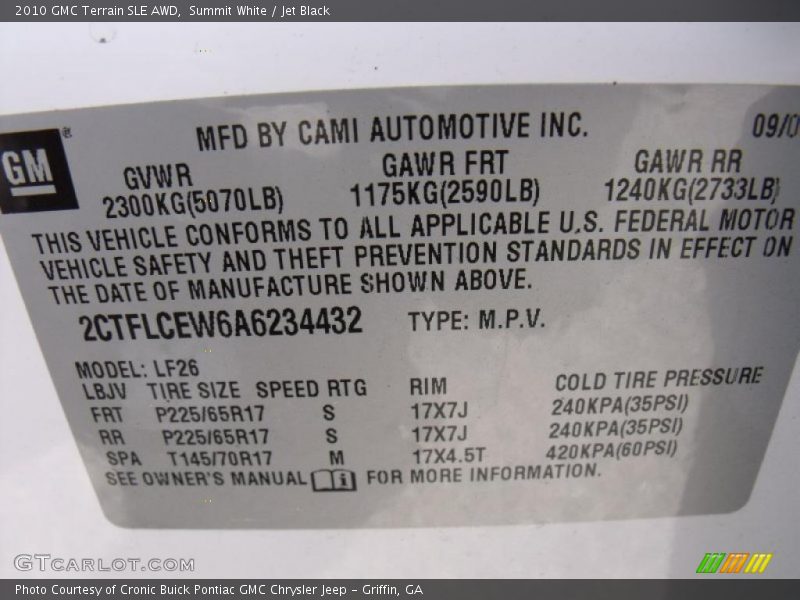 2010 GMC Terrain SLE AWD, Summit White / Jet Black
MFD BY CAMI AUTOMOTIVE INC. 09/0
GM ®
GVWR GAWR FRT GAWR RR
2300KG(5070LB) 1175KG(2590LB) 1240KG(2733LB)
THIS VEHICLE CONFORMS TO ALL APPLICABLE U.S. FEDERAL MOTOR
VEHICLE SAFETY AND THEFT PREVENTION STANDARDS IN EFFECT ON
THE DATE OF MANUFACTURE SHOWN ABOVE.
2CTFLCEW6A6234432 TYPE: M.P.V.
MODEL: LF26
LBJV TIRE SIZE SPEED RTG RIM COLD TIRE PRESSURE
FRT P225/65R17 S 17X7J 240KPA(35PSI)
RR P225/65R17 S 17X7J 240KPA(35PSI)
SPA T145/70R17 M 17X4.5T 420KPA(60PSI)
SEE OWNER'S MANUAL i FOR MORE INFORMATION.
GTCARLOT.COM
Photo Courtesy of Cronic Buick Pontiac GMC Chrysler Jeep - Griffin, GA